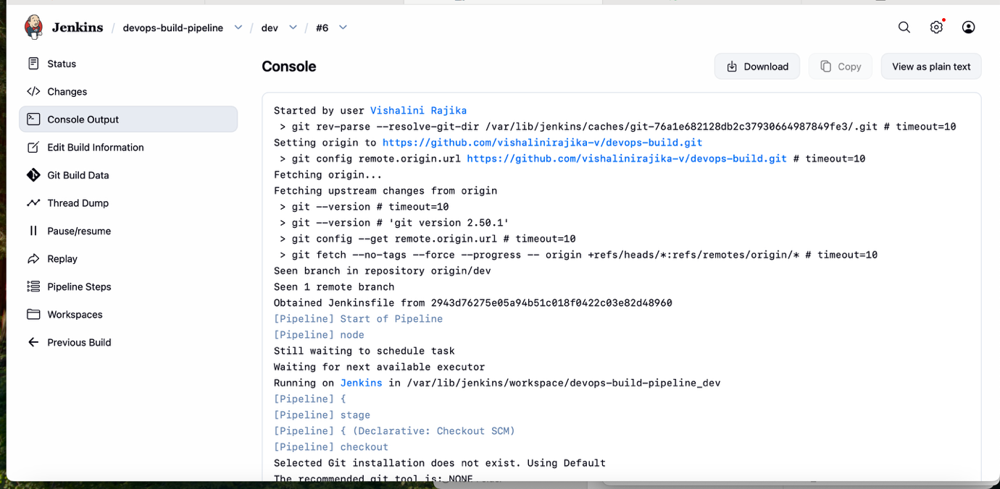 Jenkins / devops-build-pipeline / dev / #6
Status
Changes
Console Output
Edit Build Information
Git Build Data
Thread Dump
Pause/resume
Replay
Pipeline Steps
Workspaces
Previous Build
Console
Download
Copy
View as plain text
Started by user Vishalini Rajika
> git rev-parse --resolve-git-dir /var/lib/jenkins/caches/git-76a1e682128db2c37930664987849fe3/.git # timeout=10
Setting origin to https://github.com/vishalinirajika-v/devops-build.git
> git config remote.origin.url https://github.com/vishalinirajika-v/devops-build.git # timeout=10
Fetching origin...
Fetching upstream changes from origin
> git --version # timeout=10
> git --version # 'git version 2.50.1'
> git config --get remote.origin.url # timeout=10
> git fetch --no-tags --force --progress -- origin +refs/heads/*:refs/remotes/origin/* # timeout=10
Seen branch in repository origin/dev
Seen 1 remote branch
Obtained Jenkinsfile from 2943d76275e05a94b51c018f0422c03e82d48960
[Pipeline] Start of Pipeline
[Pipeline] node
Still waiting to schedule task
Waiting for next available executor
Running on Jenkins in /var/lib/jenkins/workspace/devops-build-pipeline_dev
[Pipeline] {
[Pipeline] stage
[Pipeline] { (Declarative: Checkout SCM)
[Pipeline] checkout
Selected Git installation does not exist. Using Default
The recommended git tool is: NONE